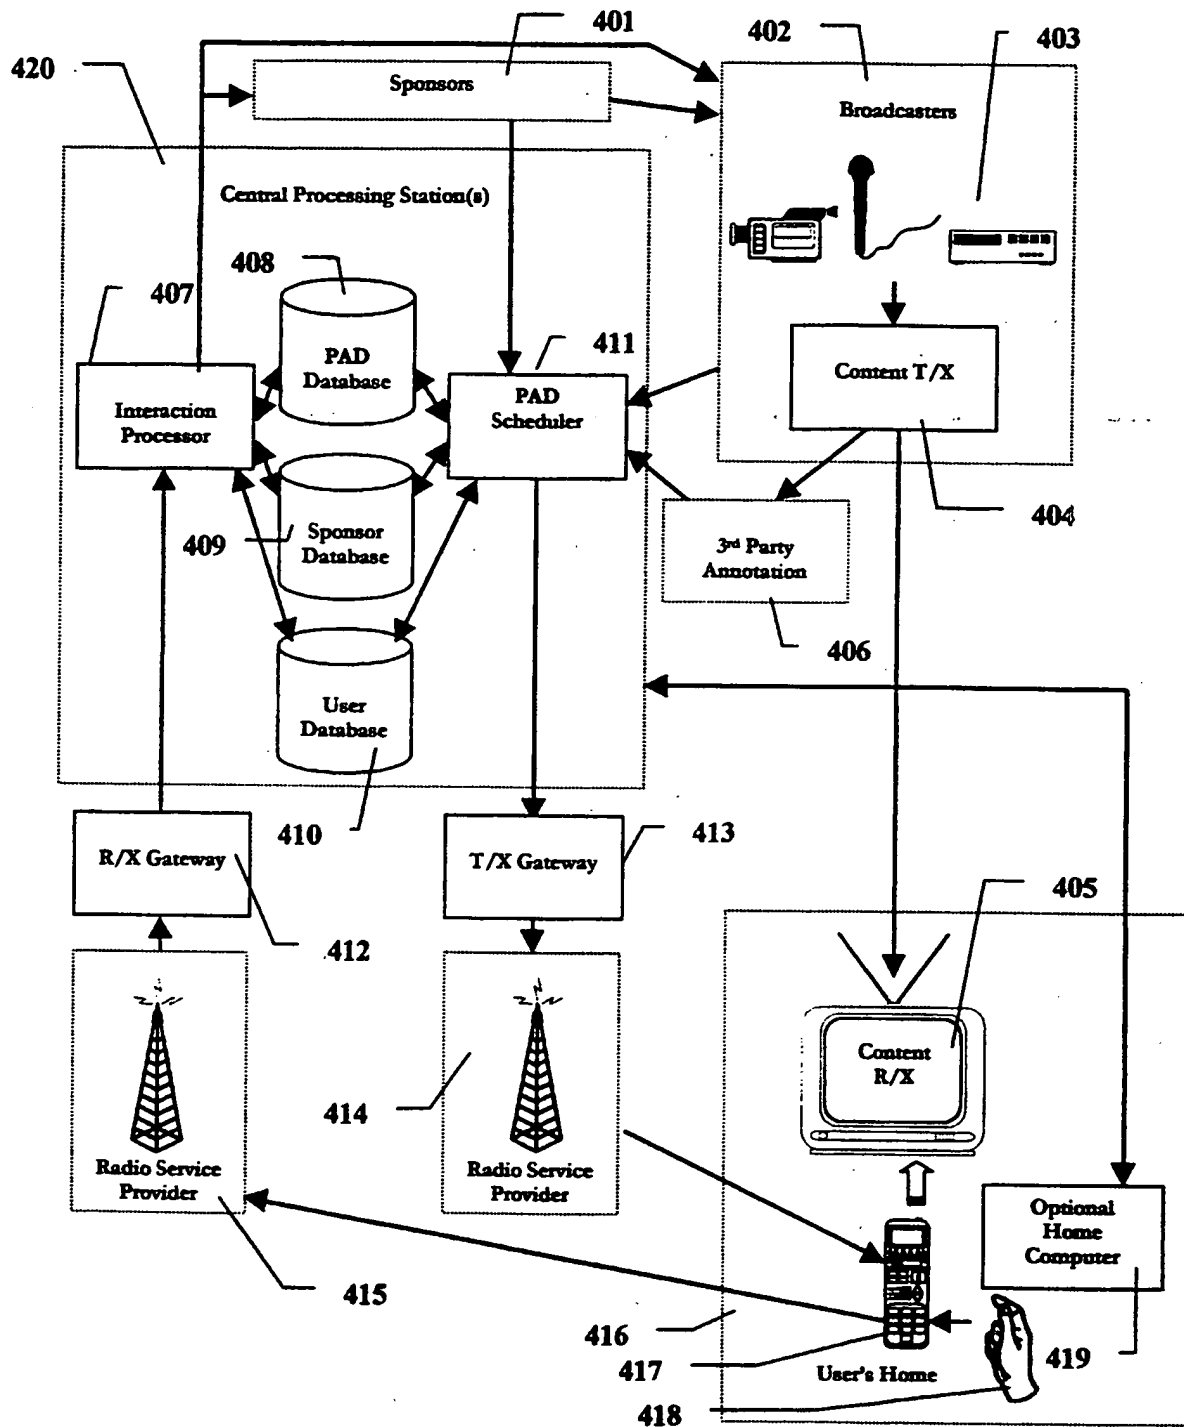 401
402
403
420
Sponsors
Broadcasters
Central Processing Station(s)
408
407
411
PAD
Database
PAD
Scheduler
Content T/X
Interaction
Processor
404
409
Sponsor
Database
3rd Party
Annotation
406
User
Database
410
413
R/X Gateway
T/X Gateway
405
412
Content
R/X
414
Radio Service
Provider
Radio Service
Provider
Optional
Home
Computer
415
416
417
User's Home
419
418